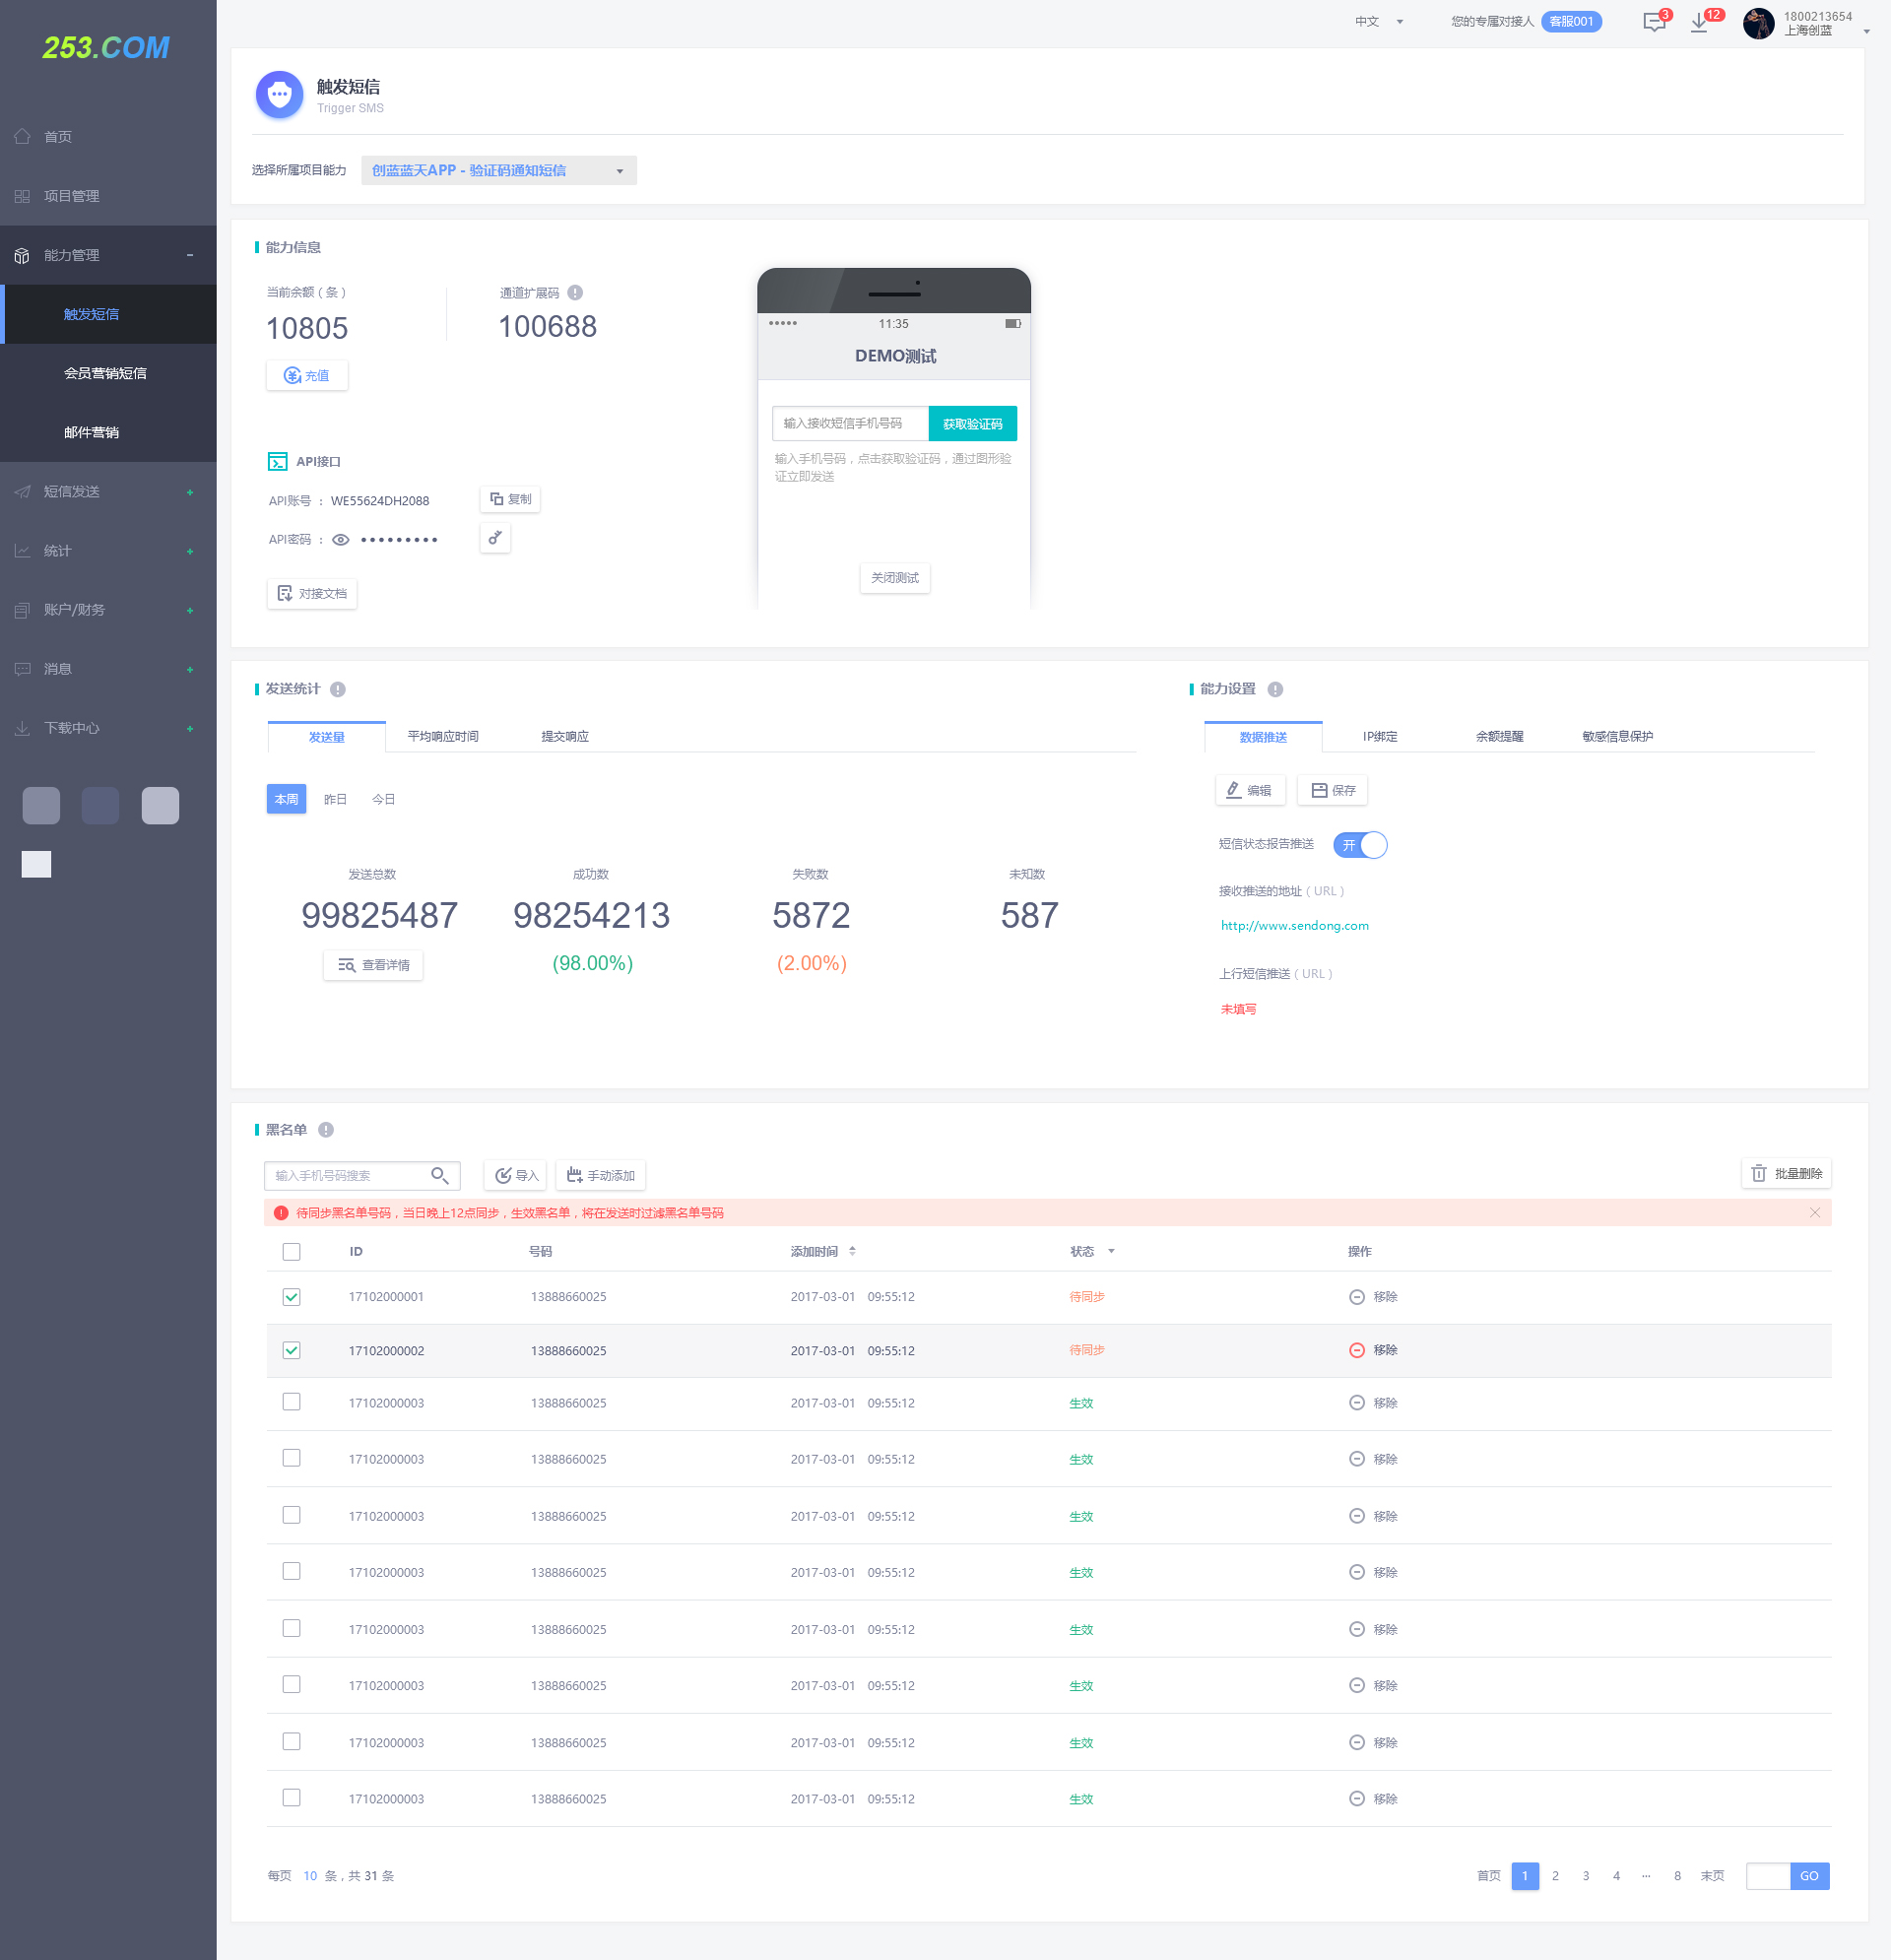 253.COM
首页
项目管理
能力管理
触发短信
会员营销短信
邮件营销
短信发送
统计
账户/财务
消息
下载中心
中文
您的专属对接人 客服001
3
12
1800213654
上海创蓝
触发短信
Trigger SMS
选择所属项目能力 创蓝蓝天APP - 验证码通知短信
能力信息
当前余额（条）
10805
充值
通道扩展码
100688
API接口
API账号 ： WE55624DH2088 复制
API密码 ： •••••••••
对接文档
11:35
DEMO测试
输入接收短信手机号码 获取验证码
输入手机号码，点击获取验证码，通过图形验
证立即发送
关闭测试
发送统计
发送量 平均响应时间 提交响应
本周 昨日 今日
发送总数 成功数 失败数 未知数
99825487 98254213 5872 587
查看详情 (98.00%) (2.00%)
能力设置
数据推送 IP绑定 余额提醒 敏感信息保护
编辑 保存
短信状态报告推送 开
接收推送的地址（URL）
http://www.sendong.com
上行短信推送（URL）
未填写
黑名单
输入手机号码搜索 导入 手动添加 批量删除
待同步黑名单号码，当日晚上12点同步，生效黑名单，将在发送时过滤黑名单号码
ID 号码 添加时间 状态 操作
17102000001 13888660025 2017-03-01 09:55:12 待同步 移除
17102000002 13888660025 2017-03-01 09:55:12 待同步 移除
17102000003 13888660025 2017-03-01 09:55:12 生效 移除
17102000003 13888660025 2017-03-01 09:55:12 生效 移除
17102000003 13888660025 2017-03-01 09:55:12 生效 移除
17102000003 13888660025 2017-03-01 09:55:12 生效 移除
17102000003 13888660025 2017-03-01 09:55:12 生效 移除
17102000003 13888660025 2017-03-01 09:55:12 生效 移除
17102000003 13888660025 2017-03-01 09:55:12 生效 移除
17102000003 13888660025 2017-03-01 09:55:12 生效 移除
每页 10 条，共 31 条
首页 1 2 3 4 ··· 8 末页 GO